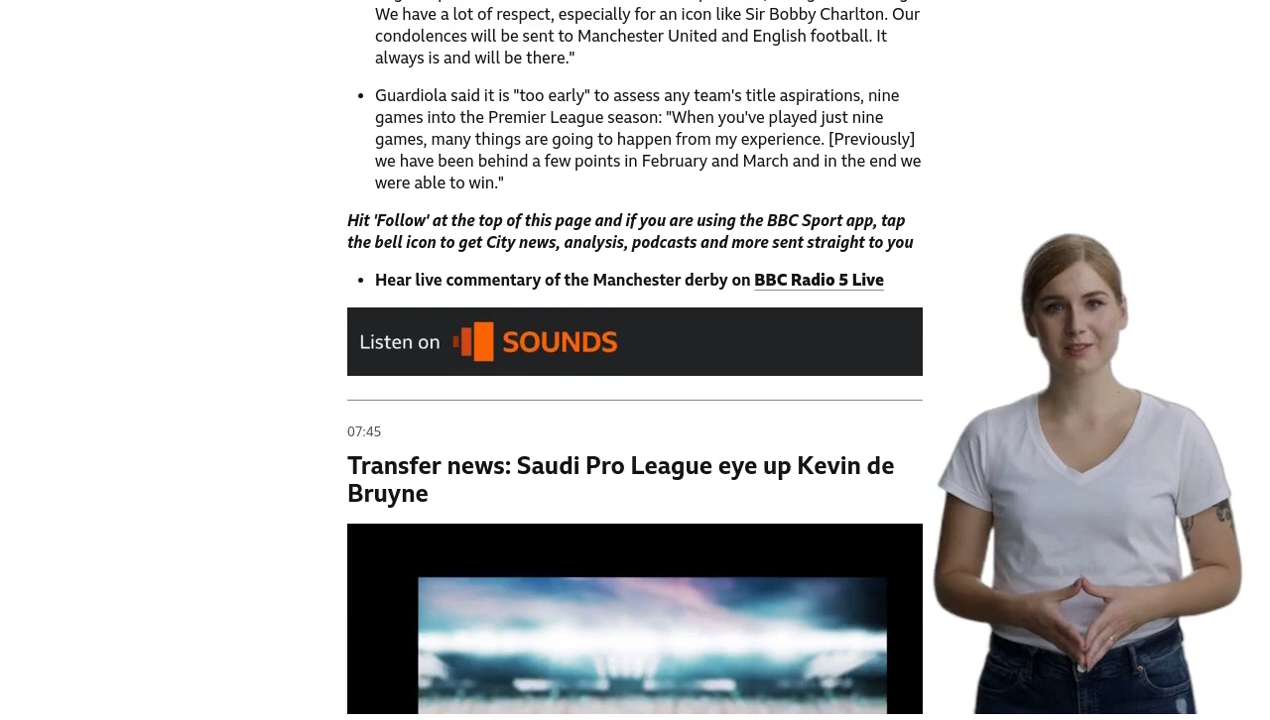 We have a lot of respect, especially for an icon like Sir Bobby Charlton. Our
condolences will be sent to Manchester United and English football. It
always is and will be there."
• Guardiola said it is "too early" to assess any team's title aspirations, nine
games into the Premier League season: "When you've played just nine
games, many things are going to happen from my experience. [Previously]
we have been behind a few points in February and March and in the end we
were able to win."
Hit 'Follow' at the top of this page and if you are using the BBC Sport app, tap
the bell icon to get City news, analysis, podcasts and more sent straight to you
• Hear live commentary of the Manchester derby on BBC Radio 5 Live
Listen on SOUNDS
07:45
Transfer news: Saudi Pro League eye up Kevin de
Bruyne